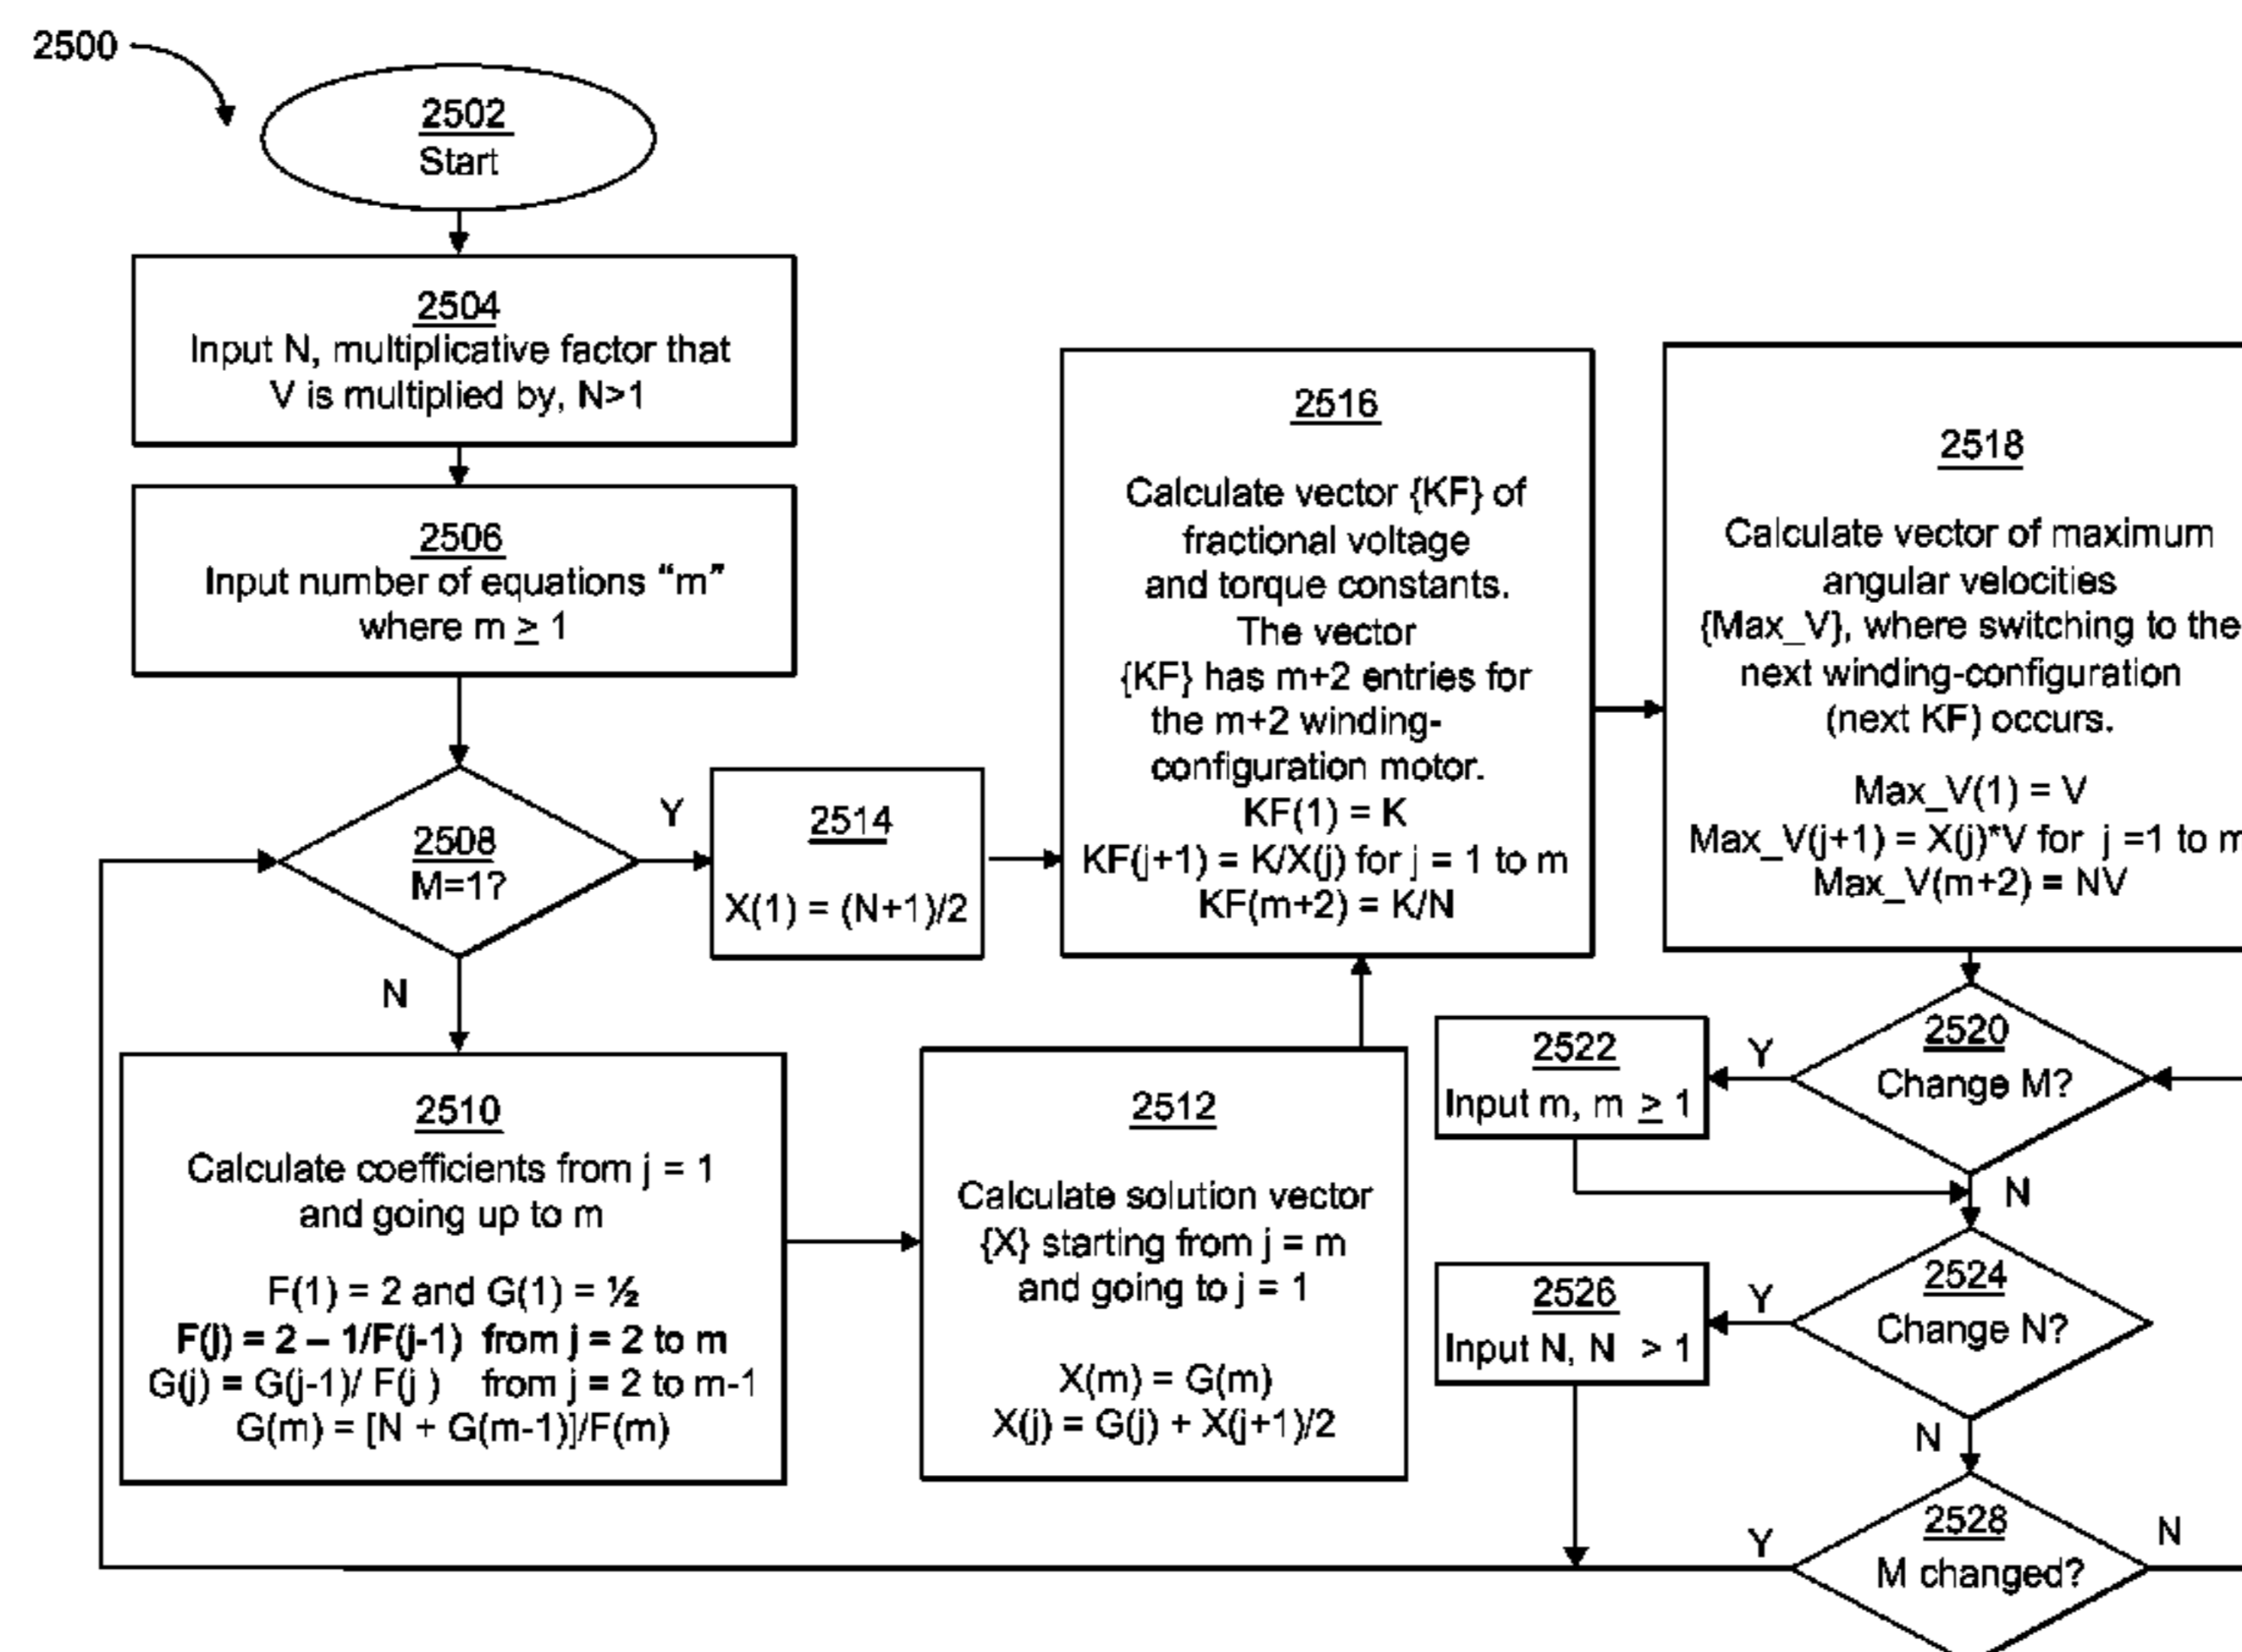 2500
2502
Start
2504
Input N, multiplicative factor that
V is multiplied by, N>1
2506
Input number of equations “m”
where m ≥ 1
2508
M=1?
Y
N
2514
X(1) = (N+1)/2
2510
Calculate coefficients from j = 1
and going up to m
F(1) = 2 and G(1) = ½
F(j) = 2 – 1/F(j-1) from j = 2 to m
G(j) = G(j-1)/ F(j ) from j = 2 to m-1
G(m) = [N + G(m-1)]/F(m)
2512
Calculate solution vector
{X} starting from j = m
and going to j = 1
X(m) = G(m)
X(j) = G(j) + X(j+1)/2
2516
Calculate vector {KF} of
fractional voltage
and torque constants.
The vector
{KF} has m+2 entries for
the m+2 winding-
configuration motor.
KF(1) = K
KF(j+1) = K/X(j) for j = 1 to m
KF(m+2) = K/N
2518
Calculate vector of maximum
angular velocities
{Max_V}, where switching to the
next winding-configuration
(next KF) occurs.
Max_V(1) = V
Max_V(j+1) = X(j)*V for j =1 to m
Max_V(m+2) = NV
2520
Change M?
Y
N
2522
Input m, m ≥ 1
2524
Change N?
Y
N
2526
Input N, N > 1
2528
M changed?
Y
N